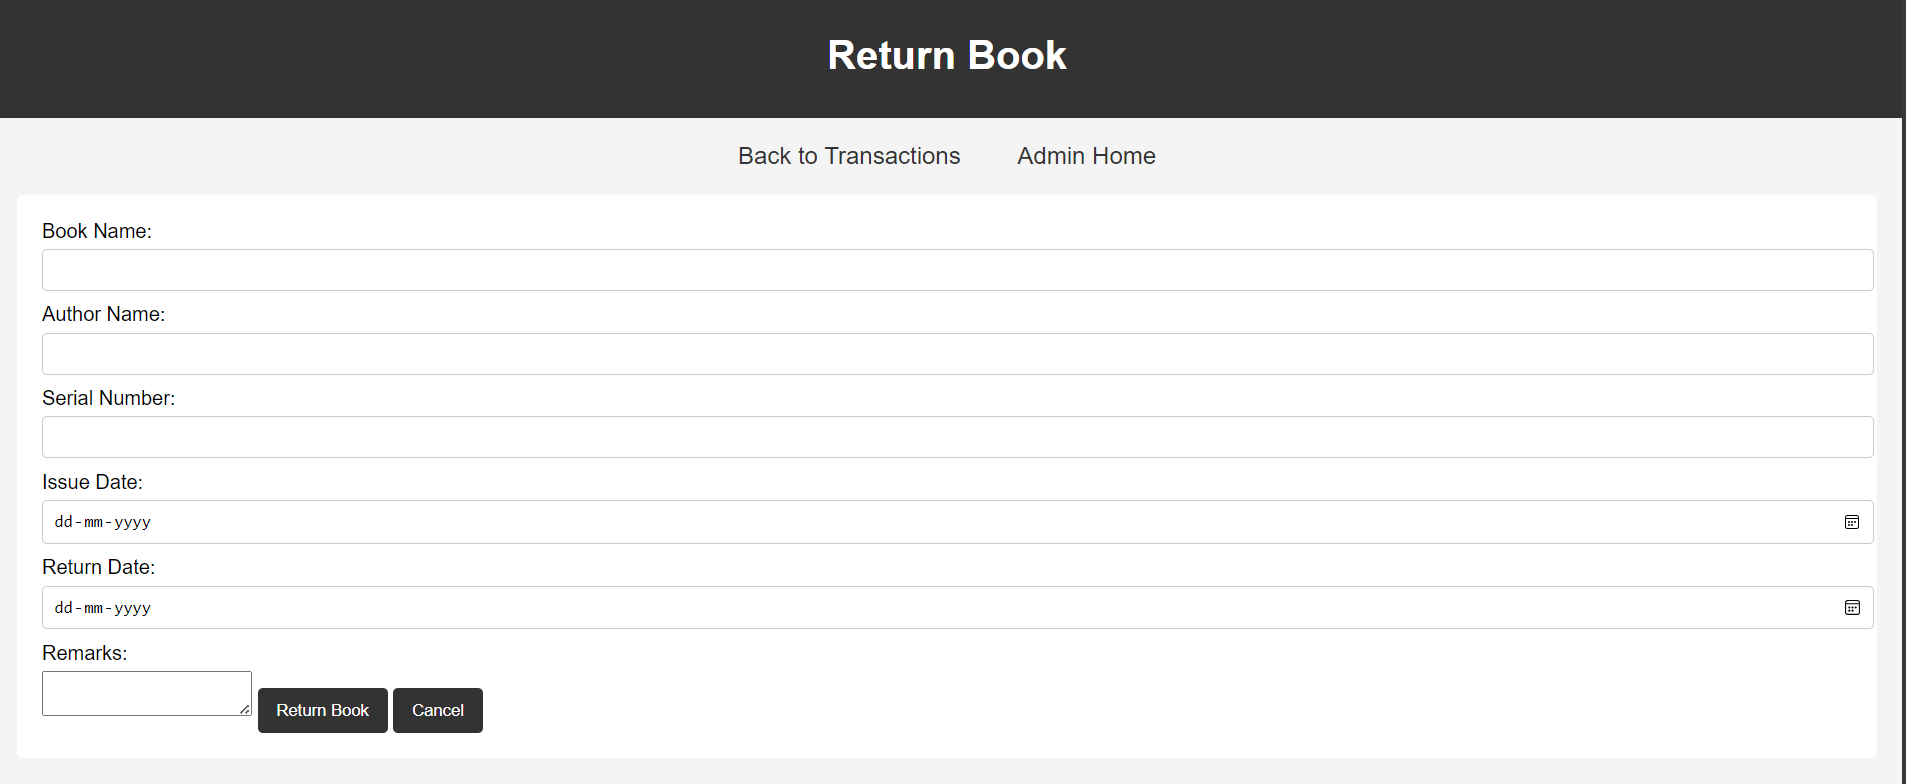 Return Book
Back to Transactions Admin Home
Book Name:
Author Name:
Serial Number:
Issue Date:
dd-mm-yyyy
Return Date:
dd-mm-yyyy
Remarks:
Return Book Cancel